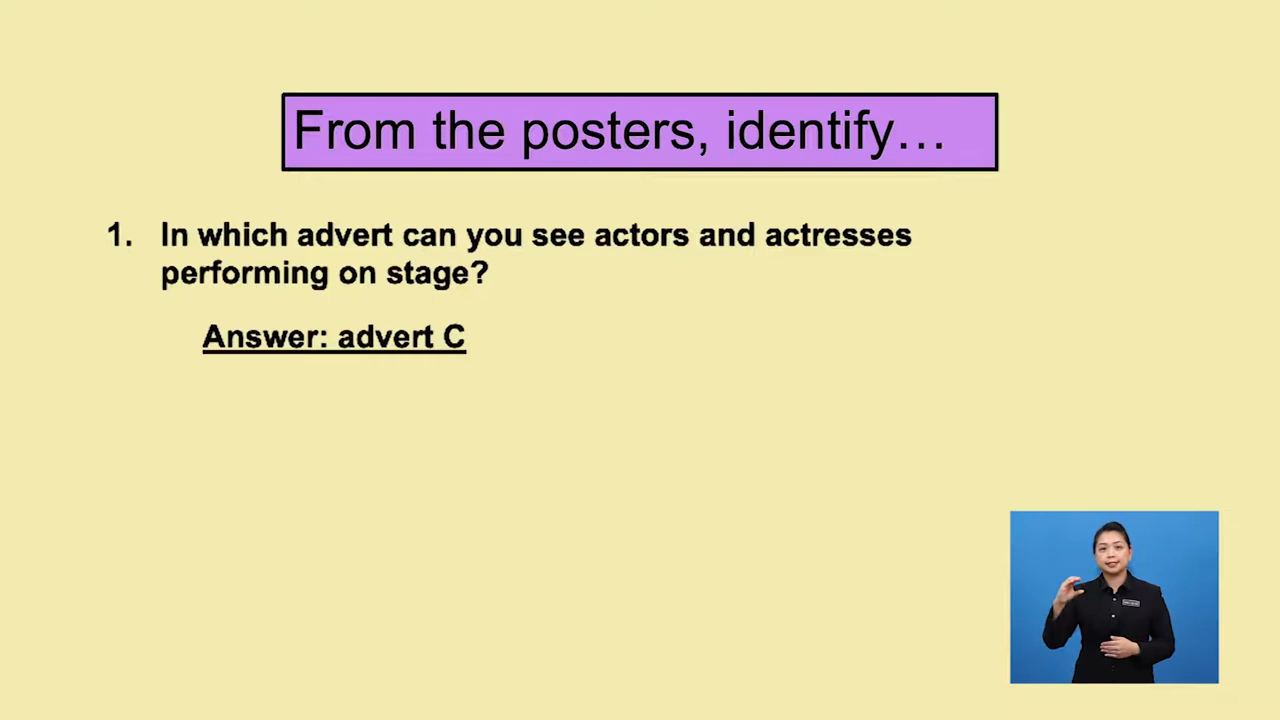 From the posters, identify…
1. In which advert can you see actors and actresses
performing on stage?
Answer: advert C